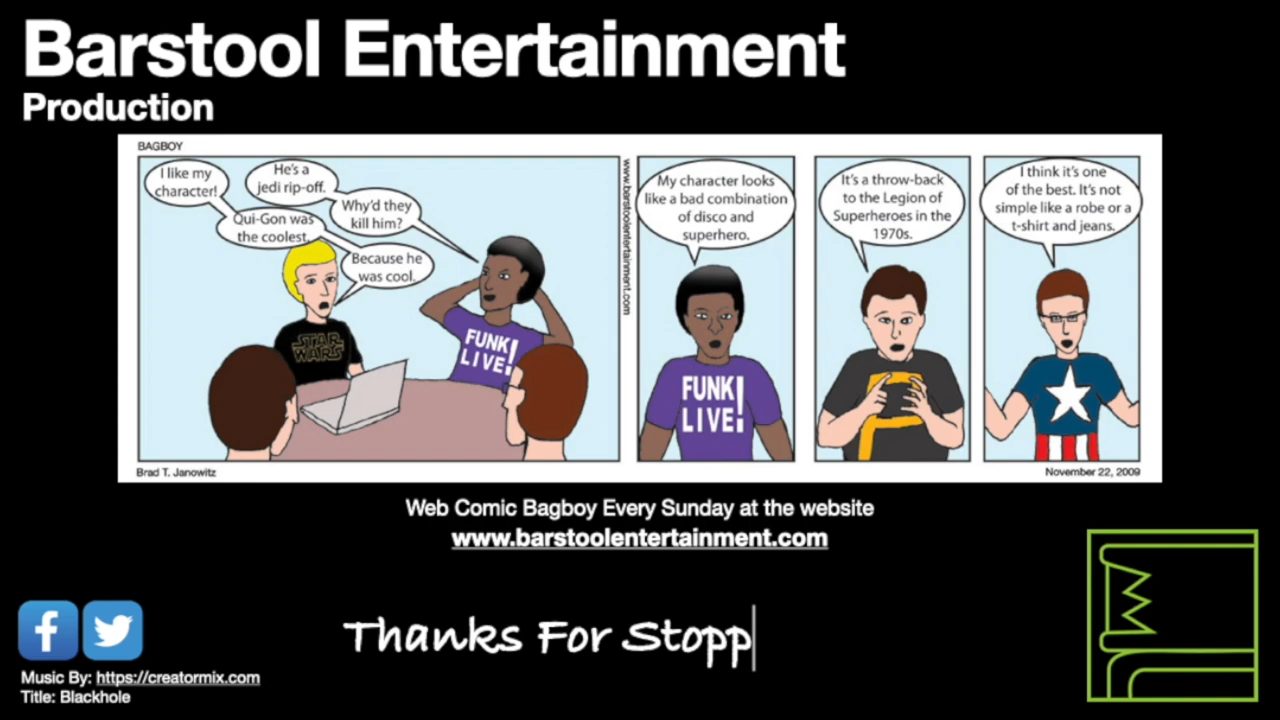 Barstool Entertainment
Production
BAGBOY
I like my
character!
He's a
jedi rip-off.
Qui-Gon was
the coolest.
Why'd they
kill him?
Because he
was cool.
STAR
WARS
FUNK
LIVE!
www.barstoolentertainment.com
My character looks
like a bad combination
of disco and
superhero.
FUNK
LIVE!
It's a throw-back
to the Legion of
Superheroes in the
1970s.
I think it's one
of the best. It's not
simple like a robe or a
t-shirt and jeans.
Brad T. Janowitz
November 22, 2009
Web Comic Bagboy Every Sunday at the website
www.barstoolentertainment.com
Thanks For Stopp
Music By: https://creatormix.com
Title: Blackhole